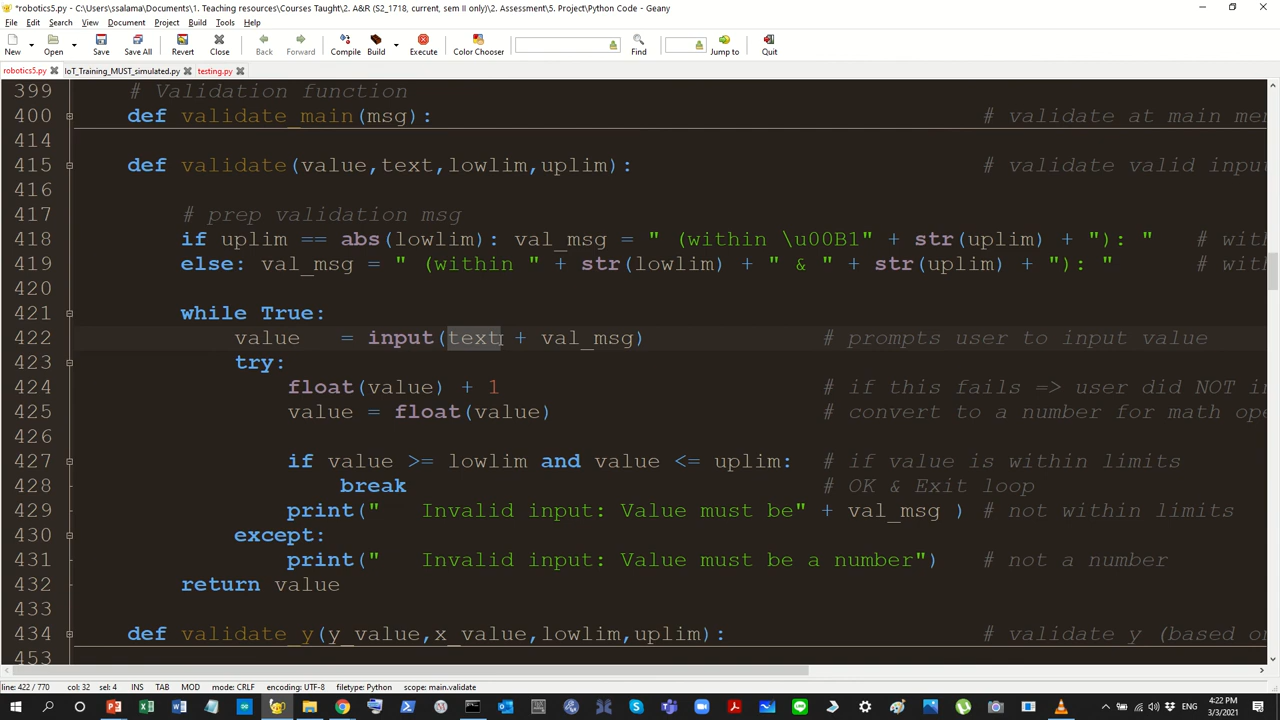 *robotics5.py - C:\Users\ssalama\Documents\1. Teaching resources\Courses Taught\2. A&R (S2_1718, current, sem II only)\2. Assessment\5. Project\Python Code - Geany
File Edit Search View Document Project Build Tools Help
New Open Save Save All Revert Close Back Forward Compile Build Execute Color Chooser Find Jump to Quit
robotics5.py IoT_Training_MUST_simulated.py testing.py
399 # Validation function
400 def validate_main(msg): # validate at main me
414
415 def validate(value,text,lowlim,uplim): # validate valid input
416
417 # prep validation msg
418 if uplim == abs(lowlim): val_msg = " (within \u00B1" + str(uplim) + "): " # with
419 else: val_msg = " (within " + str(lowlim) + " & " + str(uplim) + "): " # with
420
421 while True:
422 value = input(text + val_msg) # prompts user to input value
423 try:
424 float(value) + 1 # if this fails => user did NOT in
425 value = float(value) # convert to a number for math ope
426
427 if value >= lowlim and value <= uplim: # if value is within limits
428 break # OK & Exit loop
429 print("   Invalid input: Value must be" + val_msg ) # not within limits
430 except:
431 print("   Invalid input: Value must be a number") # not a number
432 return value
433
434 def validate_y(y_value,x_value,lowlim,uplim): # validate y (based on
453
line: 422 / 770 col: 32 sel: 4 INS TAB MOD mode: CRLF encoding: UTF-8 filetype: Python scope: main.validate
4:22 PM
3/3/2021